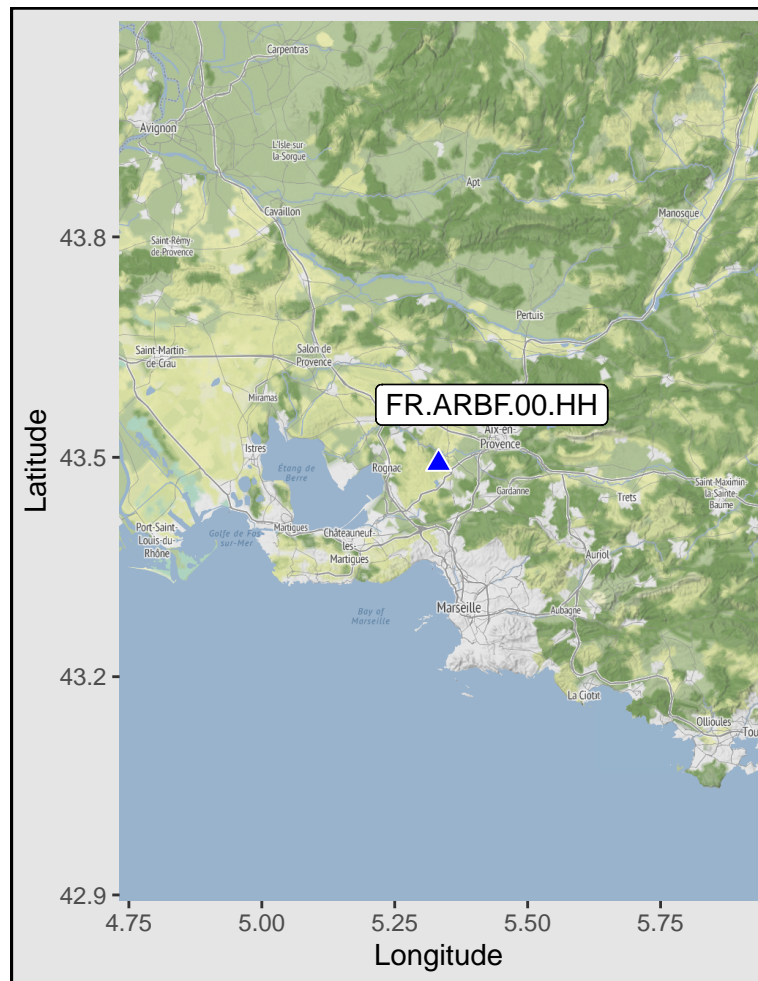 Carpentras
Avignon
L'Isle-sur
la-Sorgue
Apt
Cavaillon
Manosque
43.8
Saint-Rémy
de-Provence
Pertuis
Saint-Martin-
de-Crau
Salon de
Provence
Miramas
FR.ARBF.00.HH
Aix-en-
Provence
Latitude
43.5
Istres
Étang de
Berre
Rognac
Gardanne
Trets
Saint-Maximin-
la-Sainte-
Baume
Port-Saint-
Louis-du-
Rhône
Golfe de Fos-
sur-Mer
Martigues
Châteauneuf-
les-
Martigues
Auriol
Bay of
Marseille
Marseille
Aubagne
43.2
La Ciotat
Ollioules
Tou
42.9
4.75
5.00
5.25
5.50
5.75
Longitude